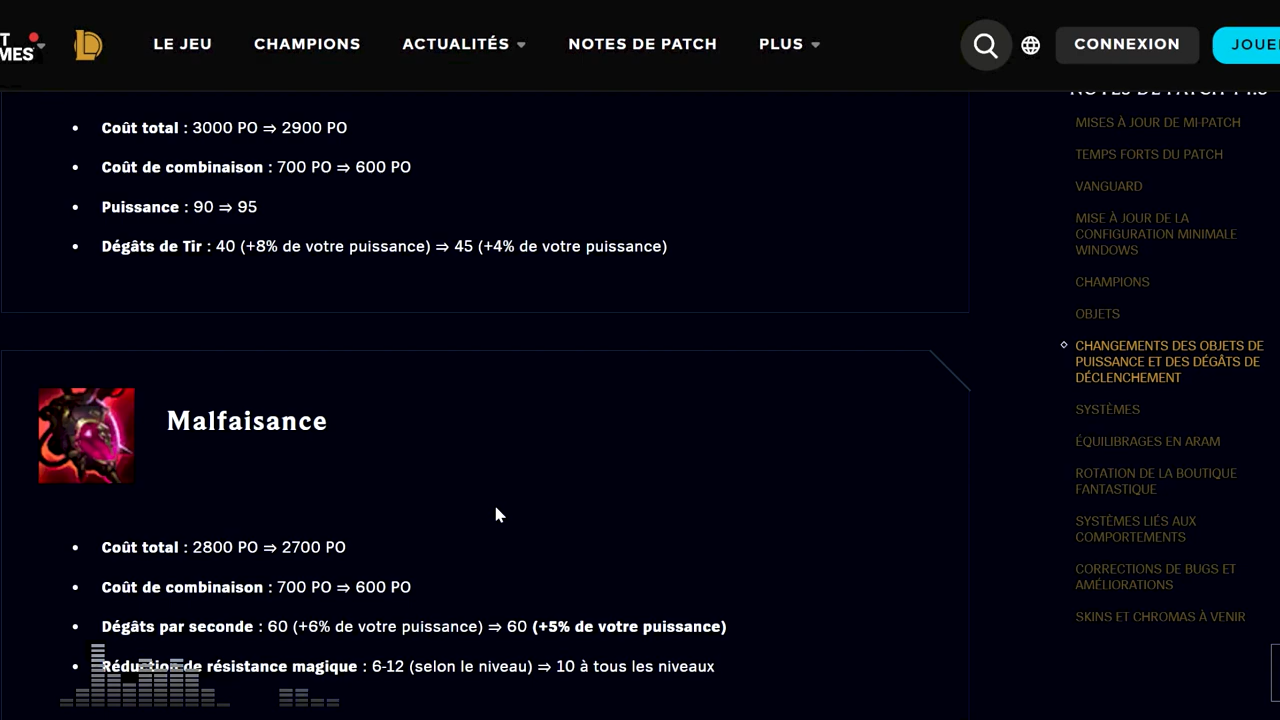 T
MES
LE JEU
CHAMPIONS
ACTUALITÉS
NOTES DE PATCH
PLUS
CONNEXION
JOUE
Coût total : 3000 PO ⇒ 2900 PO
Coût de combinaison : 700 PO ⇒ 600 PO
Puissance : 90 ⇒ 95
Dégâts de Tir : 40 (+8% de votre puissance) ⇒ 45 (+4% de votre puissance)
Malfaisance
Coût total : 2800 PO ⇒ 2700 PO
Coût de combinaison : 700 PO ⇒ 600 PO
Dégâts par seconde : 60 (+6% de votre puissance) ⇒ 60 (+5% de votre puissance)
Réduction de résistance magique : 6-12 (selon le niveau) ⇒ 10 à tous les niveaux
NOTES DE PATCH
MISES À JOUR DE MI-PATCH
TEMPS FORTS DU PATCH
VANGUARD
MISE À JOUR DE LA
CONFIGURATION MINIMALE
WINDOWS
CHAMPIONS
OBJETS
CHANGEMENTS DES OBJETS DE
PUISSANCE ET DES DÉGÂTS DE
DÉCLENCHEMENT
SYSTÈMES
ÉQUILIBRAGES EN ARAM
ROTATION DE LA BOUTIQUE
FANTASTIQUE
SYSTÈMES LIÉS AUX
COMPORTEMENTS
CORRECTIONS DE BUGS ET
AMÉLIORATIONS
SKINS ET CHROMAS À VENIR